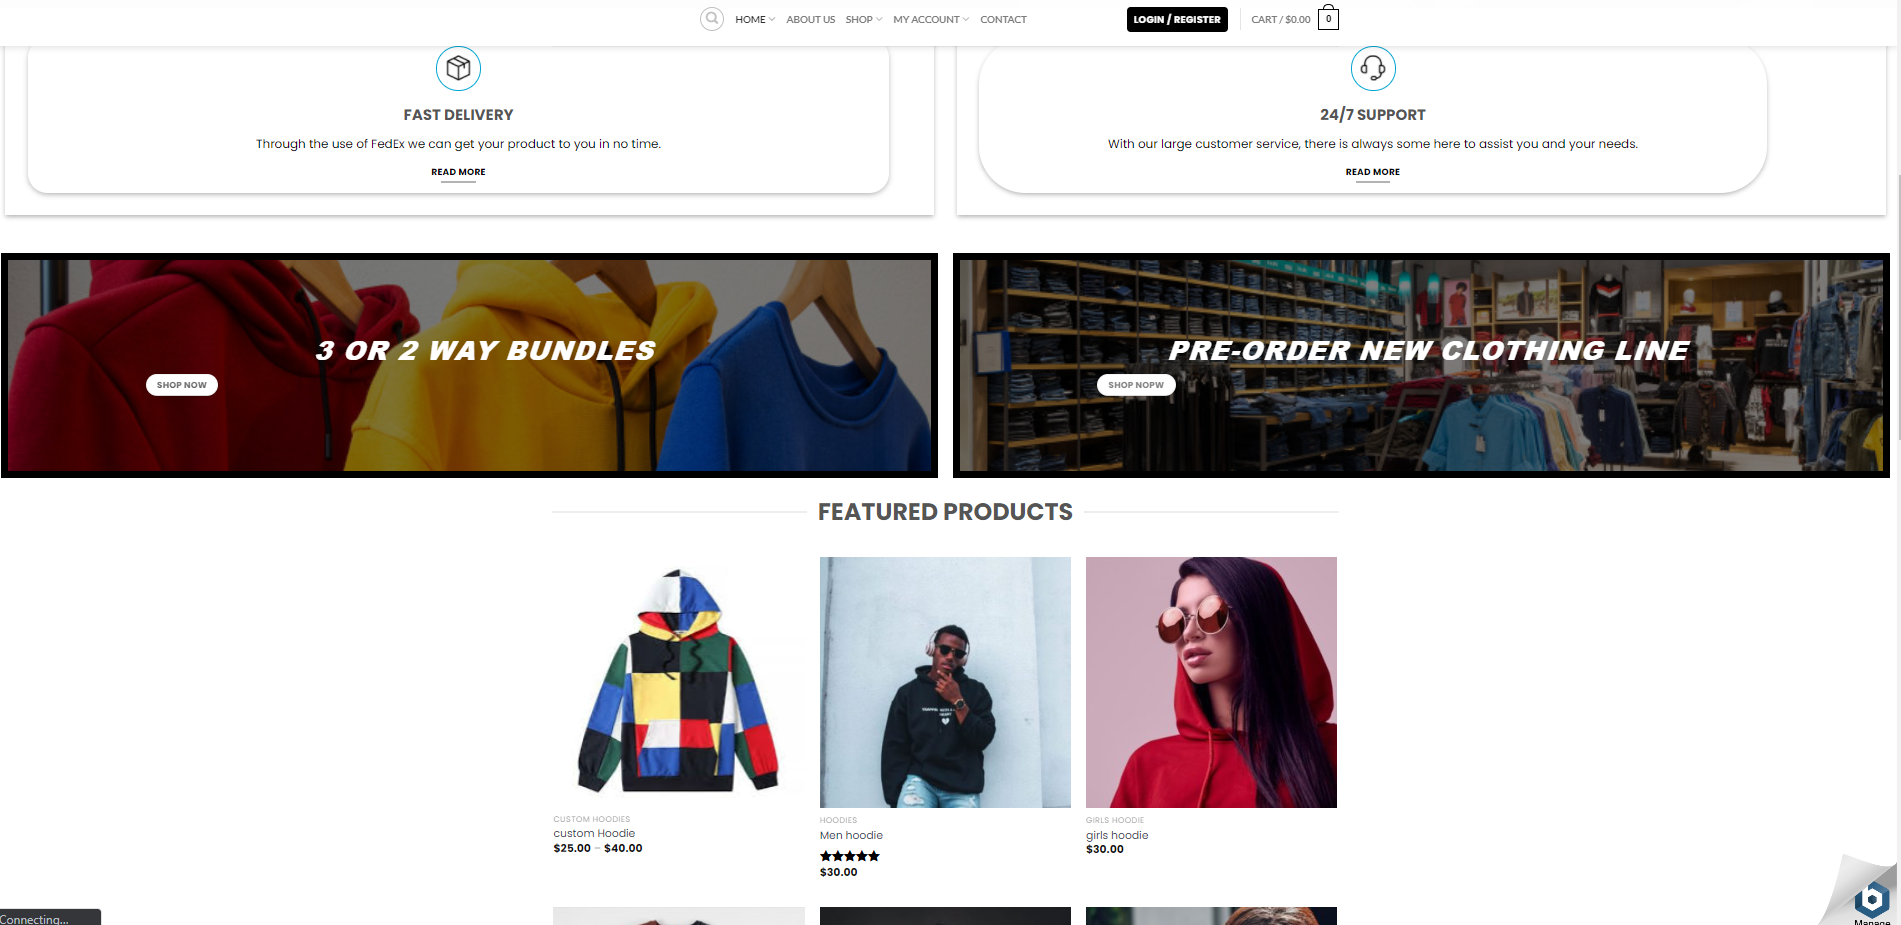 HOME ABOUT US SHOP MY ACCOUNT CONTACT LOGIN / REGISTER CART / $0.00 0
FAST DELIVERY
Through the use of FedEx we can get your product to you in no time.
READ MORE
24/7 SUPPORT
With our large customer service, there is always some here to assist you and your needs.
READ MORE
3 OR 2 WAY BUNDLES
SHOP NOW
PRE-ORDER NEW CLOTHING LINE
SHOP NOPW
FEATURED PRODUCTS
CUSTOM HOODIES
custom Hoodie
$25.00 – $40.00
HOODIES
Men hoodie
$30.00
GIRLS HOODIE
girls hoodie
$30.00
Connecting...
Manage